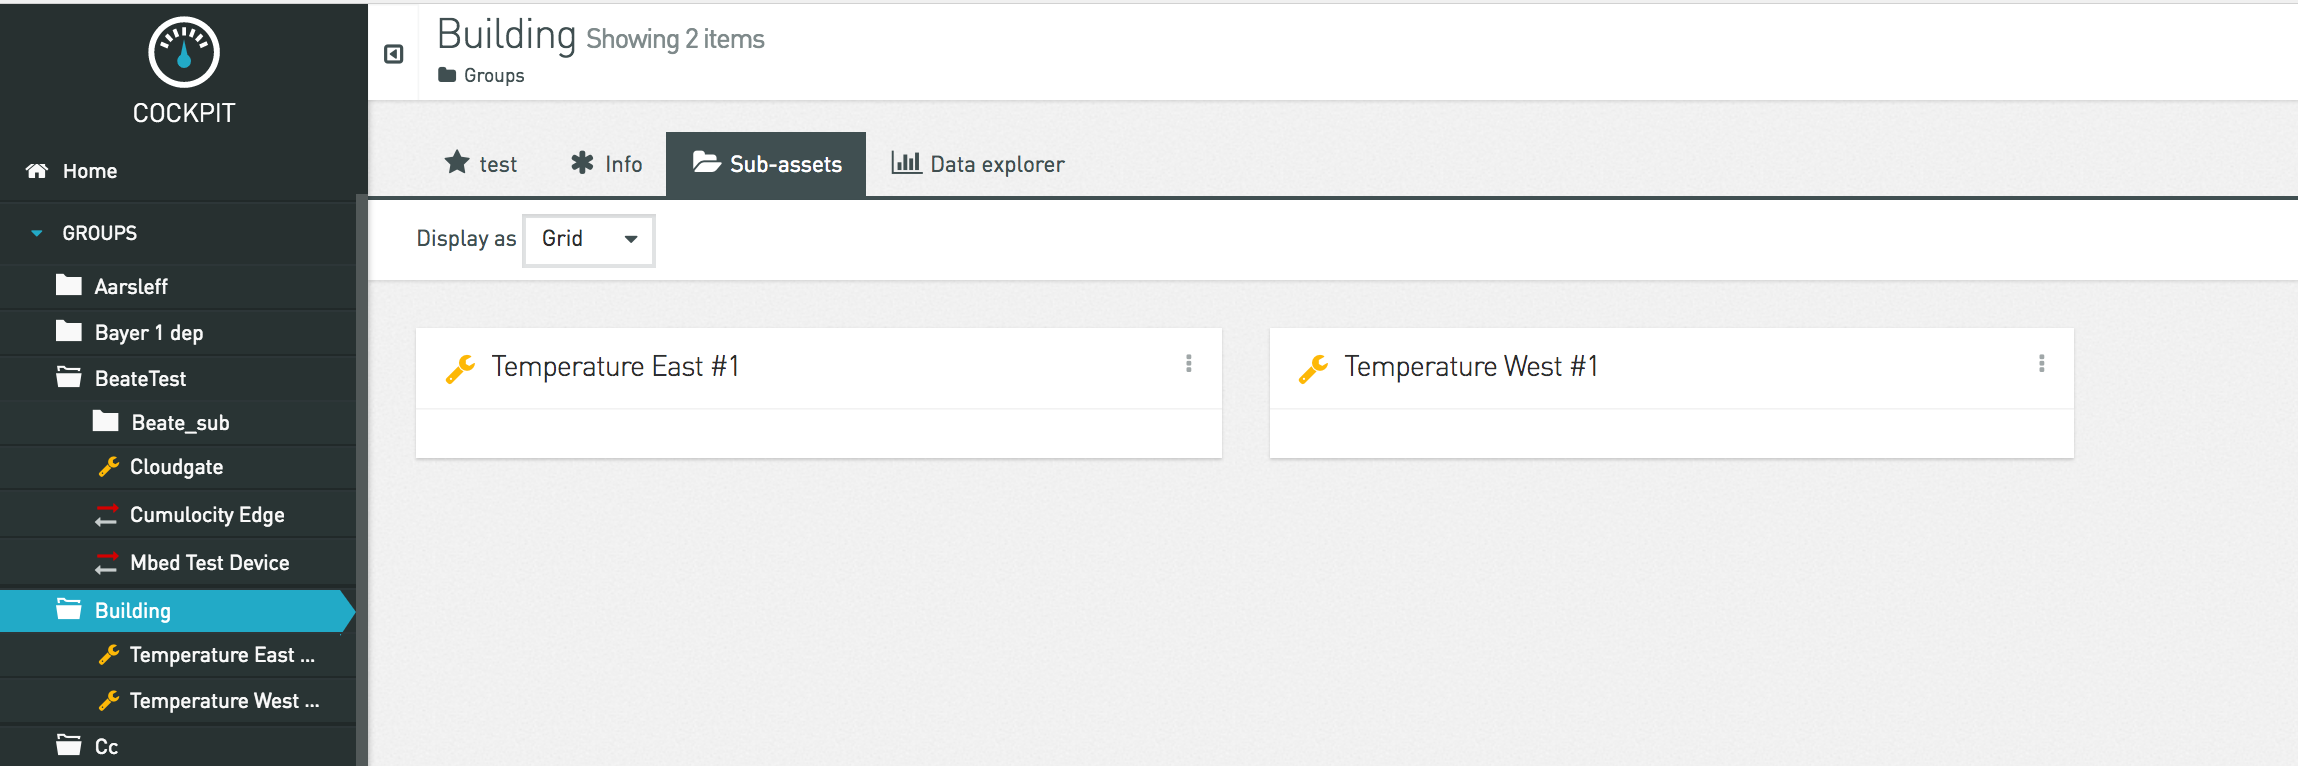 COCKPIT
Home
GROUPS
Aarsleff
Bayer 1 dep
BeateTest
Beate_sub
Cloudgate
Cumulocity Edge
Mbed Test Device
Building
Temperature East ...
Temperature West ...
Cc
Building Showing 2 items
Groups
test Info Sub-assets Data explorer
Display as Grid
Temperature East #1
Temperature West #1